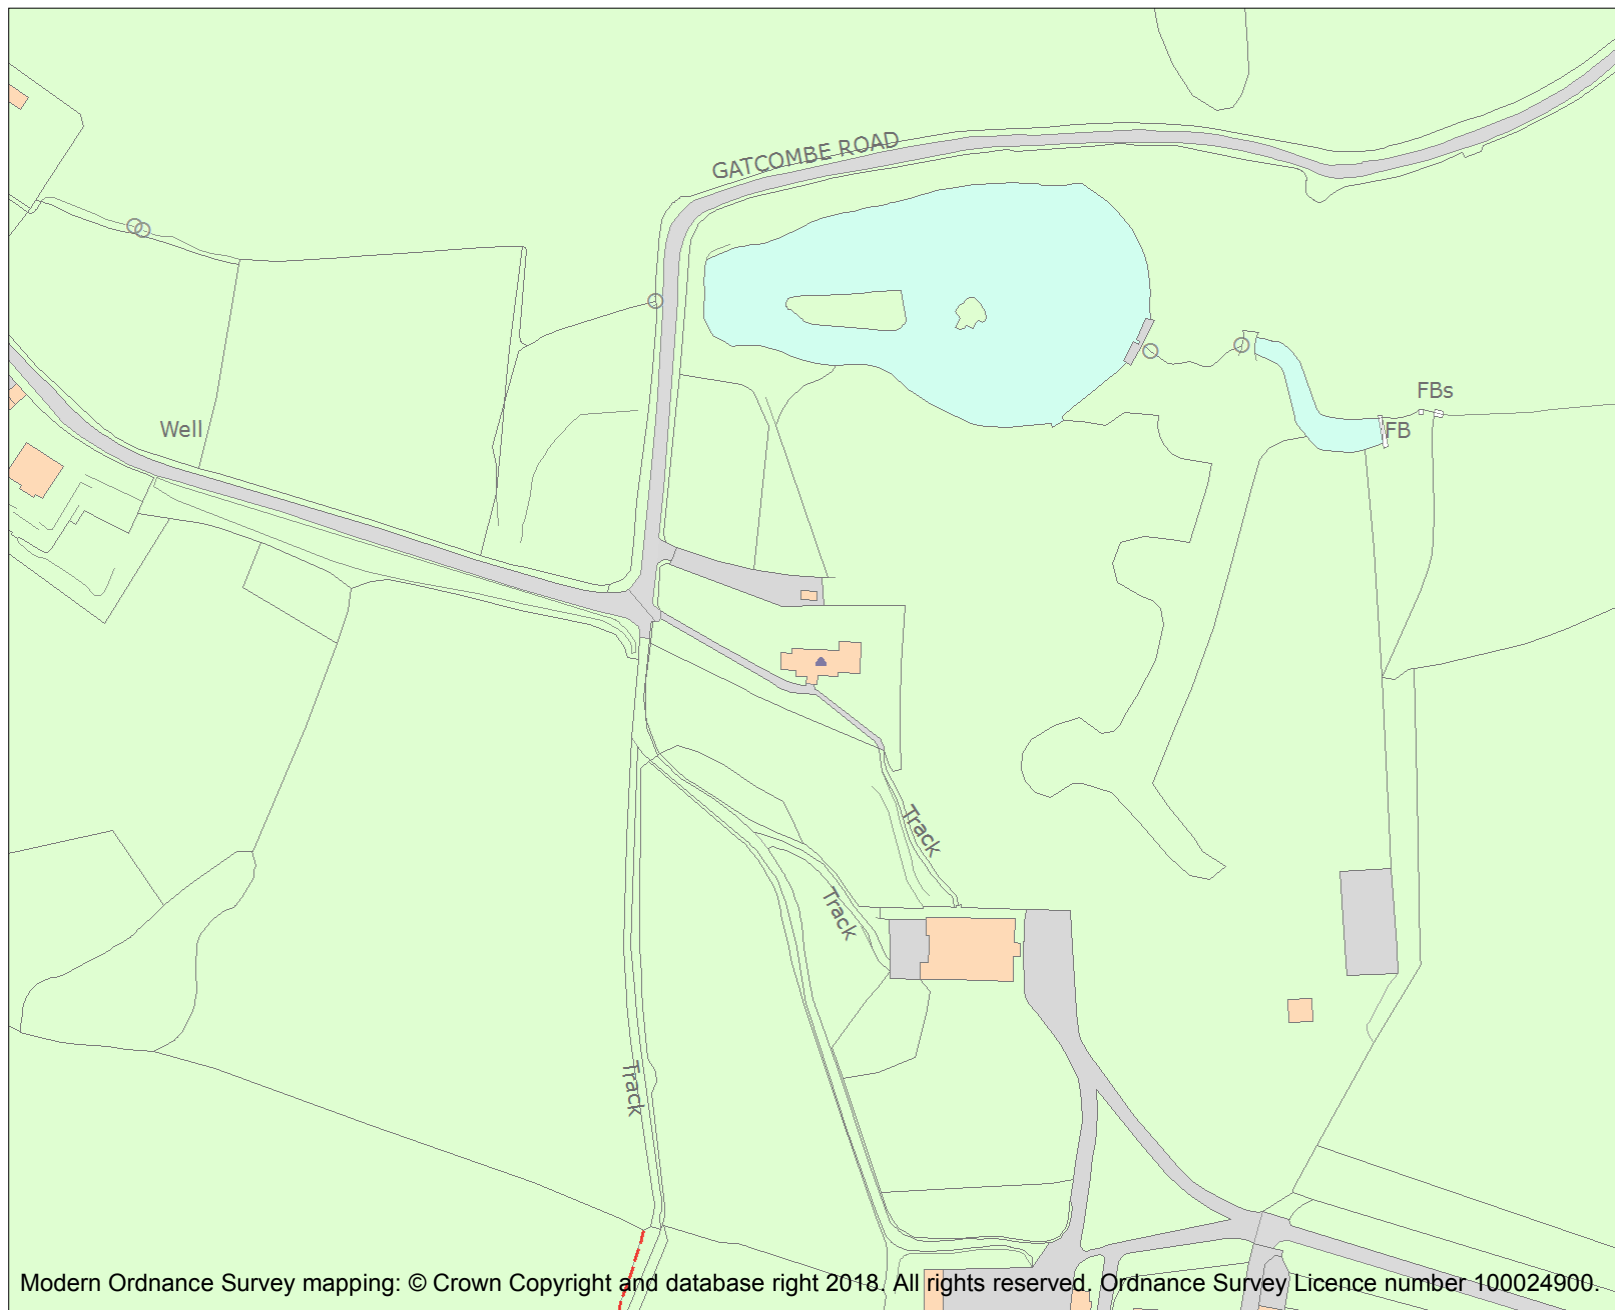 GATCOMBE ROAD
FBs
Well
FB
Track
Track
Track
Modern Ordnance Survey mapping: © Crown Copyright and database right 2018. All rights reserved. Ordnance Survey Licence number 100024900.